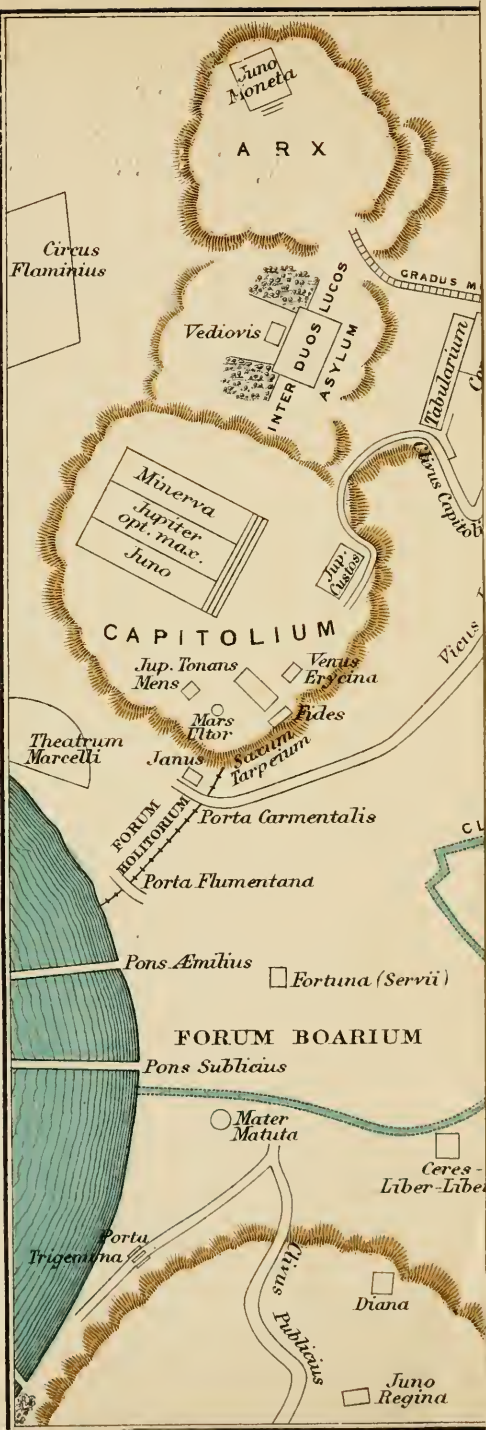 Juno
Moneta
ARX
Circus
Flaminius
GRADUS M
Vediovis
INTER DUOS LUCOS
ASYLUM
Tabularium
Co
Clivus Capitoli
Minerva
Jupiter
opt. max.
Juno
Jup.
Custos
CAPITOLIUM
Vicus
Jup. Tonans
Mens
Venus
Erycina
Mars
Ultor
Fides
Theatrum
Marcelli
Janus
Saxum
Tarpeium
FORUM
HOLITORIUM
Porta Carmentalis
CL
Porta Flumentana
Pons Æmilius
Fortuna (Servii)
FORUM BOARIUM
Pons Sublicius
Mater
Matuta
Ceres-
Liber-Libe
Porta
Trigemina
Clivus
Publicius
Diana
Juno
Regina